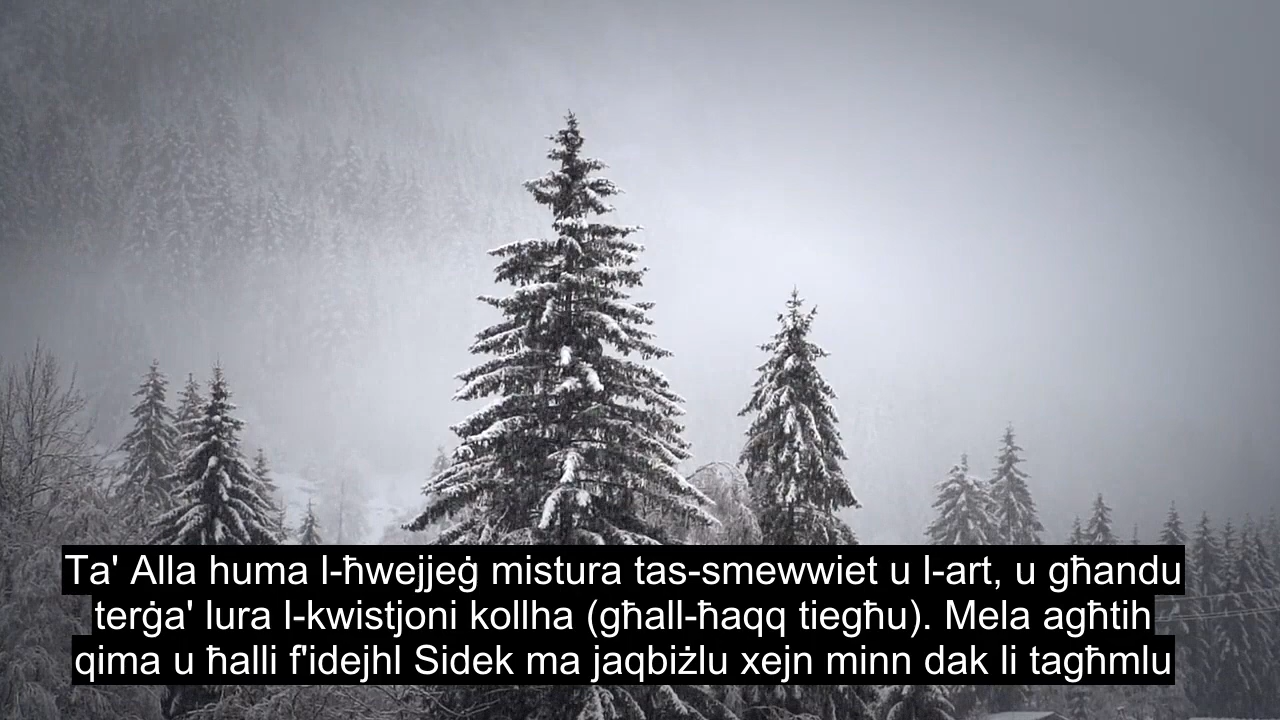 Ta' Alla huma l-ħwejjeġ mistura tas-smewwiet u l-art, u għandu
terġa' lura l-kwistjoni kollha (għall-ħaqq tiegħu). Mela agħtih
qima u ħalli f'idejhl Sidek ma jaqbiżlu xejn minn dak li tagħmlu